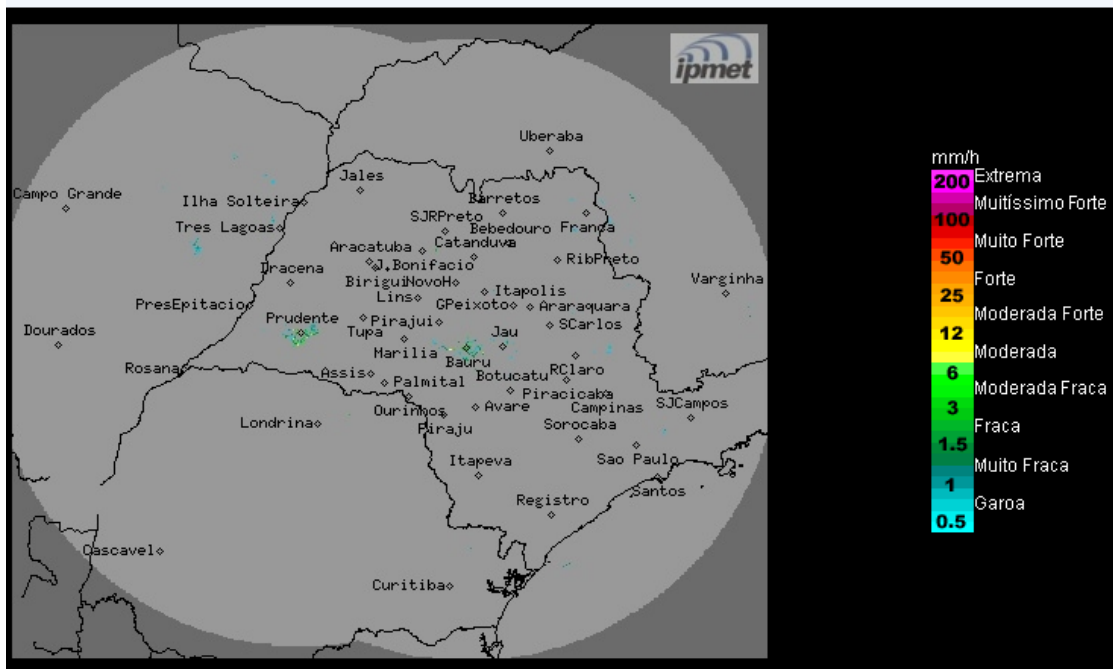 ipmet
Uberaba
Jales
Campo Grande
Ilha Solteira
Barretos
SJRPreto
Tres Lagoas
Bebedouro
Franca
Aracatuba
Catanduva
Dracena
J.Bonifacio
RibPreto
Varginha
Birigui
NovoH
Itapolis
Lins
PresEpitacio
GPeixoto
Araraquara
Prudente
Dourados
Tupa
Pirajui
Jau
SCarlos
Marilia
Bauru
Rosana
Assis
RClaro
Palmital
Botucatu
Piracicaba
Ourinhos
Avare
Campinas
SJCampos
Londrina
Piraju
Sorocaba
Itapeva
Sao Paulo
Santos
Registro
Cascavel
Curitiba
mm/h
200 Extrema
Muitíssimo Forte
100
Muito Forte
50
Forte
25
Moderada Forte
12
Moderada
6
Moderada Fraca
3
Fraca
1.5
Muito Fraca
1
Garoa
0.5